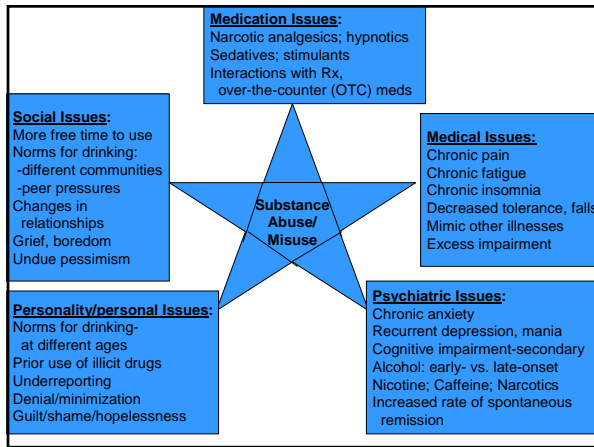 Medication Issues:
Narcotic analgesics; hypnotics
Sedatives; stimulants
Interactions with Rx,
over-the-counter (OTC) meds
Social Issues:
More free time to use
Norms for drinking:
-different communities
-peer pressures
Changes in
relationships
Grief, boredom
Undue pessimism
Medical Issues:
Chronic pain
Chronic fatigue
Chronic insomnia
Decreased tolerance, falls
Mimic other illnesses
Excess impairment
Substance
Abuse/
Misuse
Personality/personal Issues:
Norms for drinking-
at different ages
Prior use of illicit drugs
Underreporting
Denial/minimization
Guilt/shame/hopelessness
Psychiatric Issues:
Chronic anxiety
Recurrent depression, mania
Cognitive impairment-secondary
Alcohol: early- vs. late-onset
Nicotine; Caffeine; Narcotics
Increased rate of spontaneous
remission